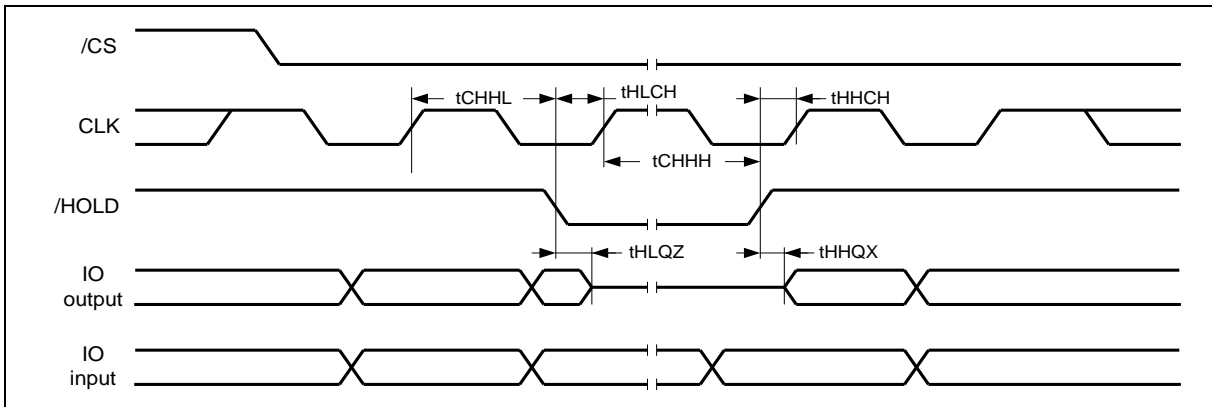 /CS
tCHHL
tHLCH
tHHCH
CLK
tCHHH
/HOLD
tHLQZ
tHHQX
IO
output
IO
input